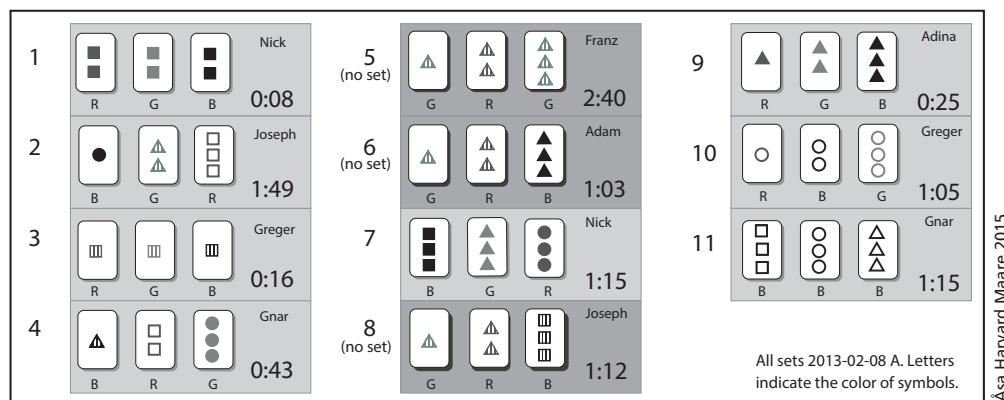 1
Nick
R G B
0:08
2
Joseph
B G R
1:49
3
Greger
R G B
0:16
4
Gnar
B R G
0:43
5
(no set)
Franz
G R G
2:40
6
(no set)
Adam
G R B
1:03
7
Nick
B G R
1:15
8
(no set)
Joseph
G R B
1:12
9
Adina
R G B
0:25
10
Greger
R B G
1:05
11
Gnar
B B B
1:15
All sets 2013-02-08 A. Letters
indicate the color of symbols.
Åsa Harvard Maare 2015